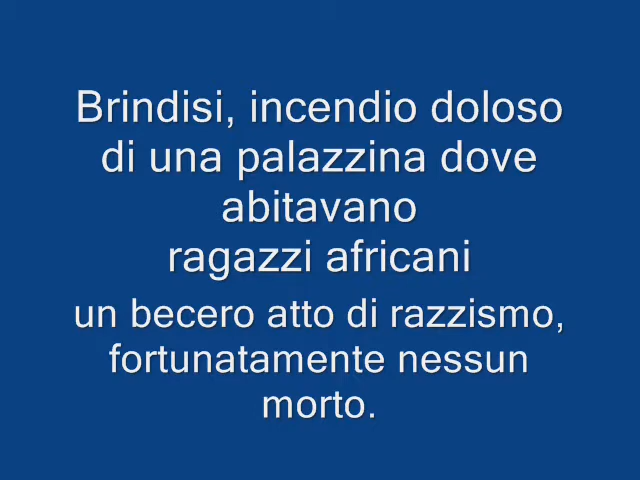 Brindisi, incendio doloso
di una palazzina dove
abitavano
ragazzi africani
un becero atto di razzismo,
fortunatamente nessun
morto.